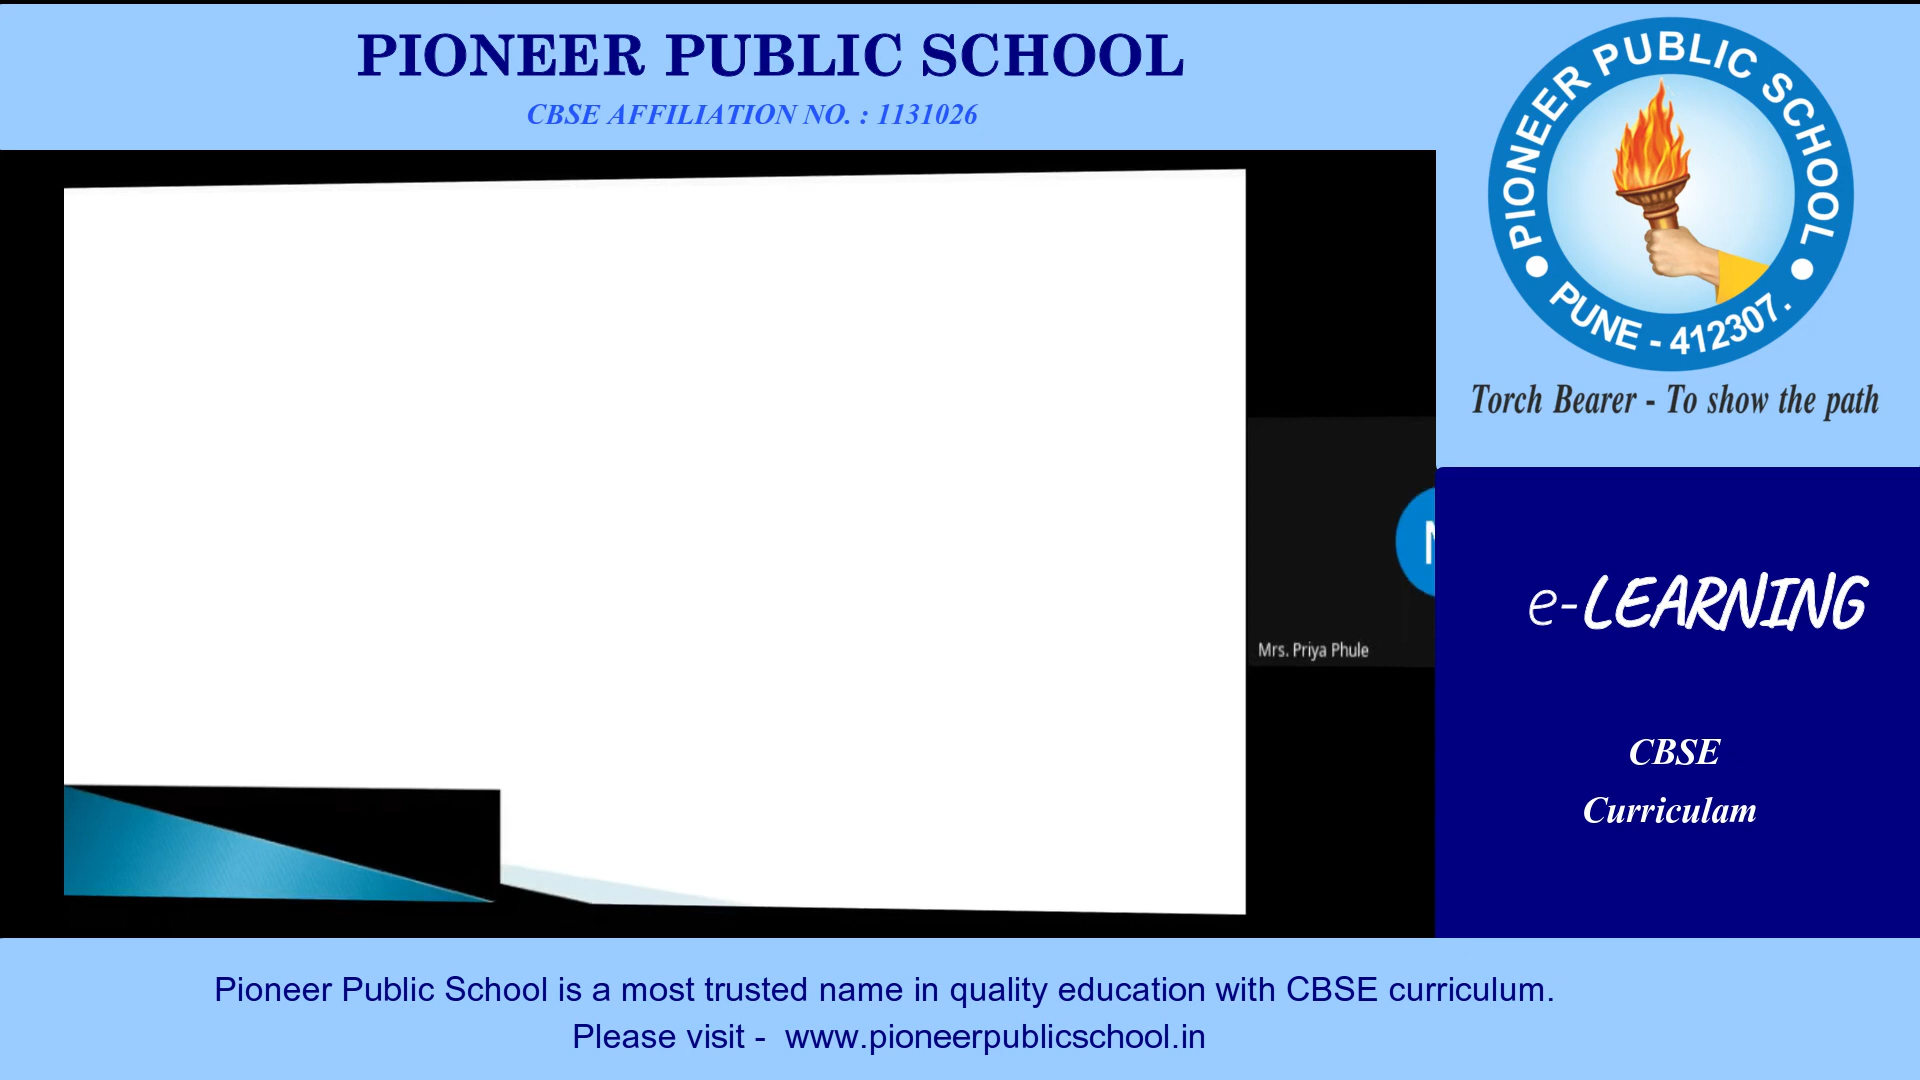 PIONEER PUBLIC SCHOOL
CBSE AFFILIATION NO. : 1131026
PIONEER PUBLIC SCHOOL
PUNE - 412307.
Torch Bearer - To show the path
Mrs. Priya Phule
e-LEARNING
CBSE
Curriculam
Pioneer Public School is a most trusted name in quality education with CBSE curriculum.
Please visit - www.pioneerpublicschool.in